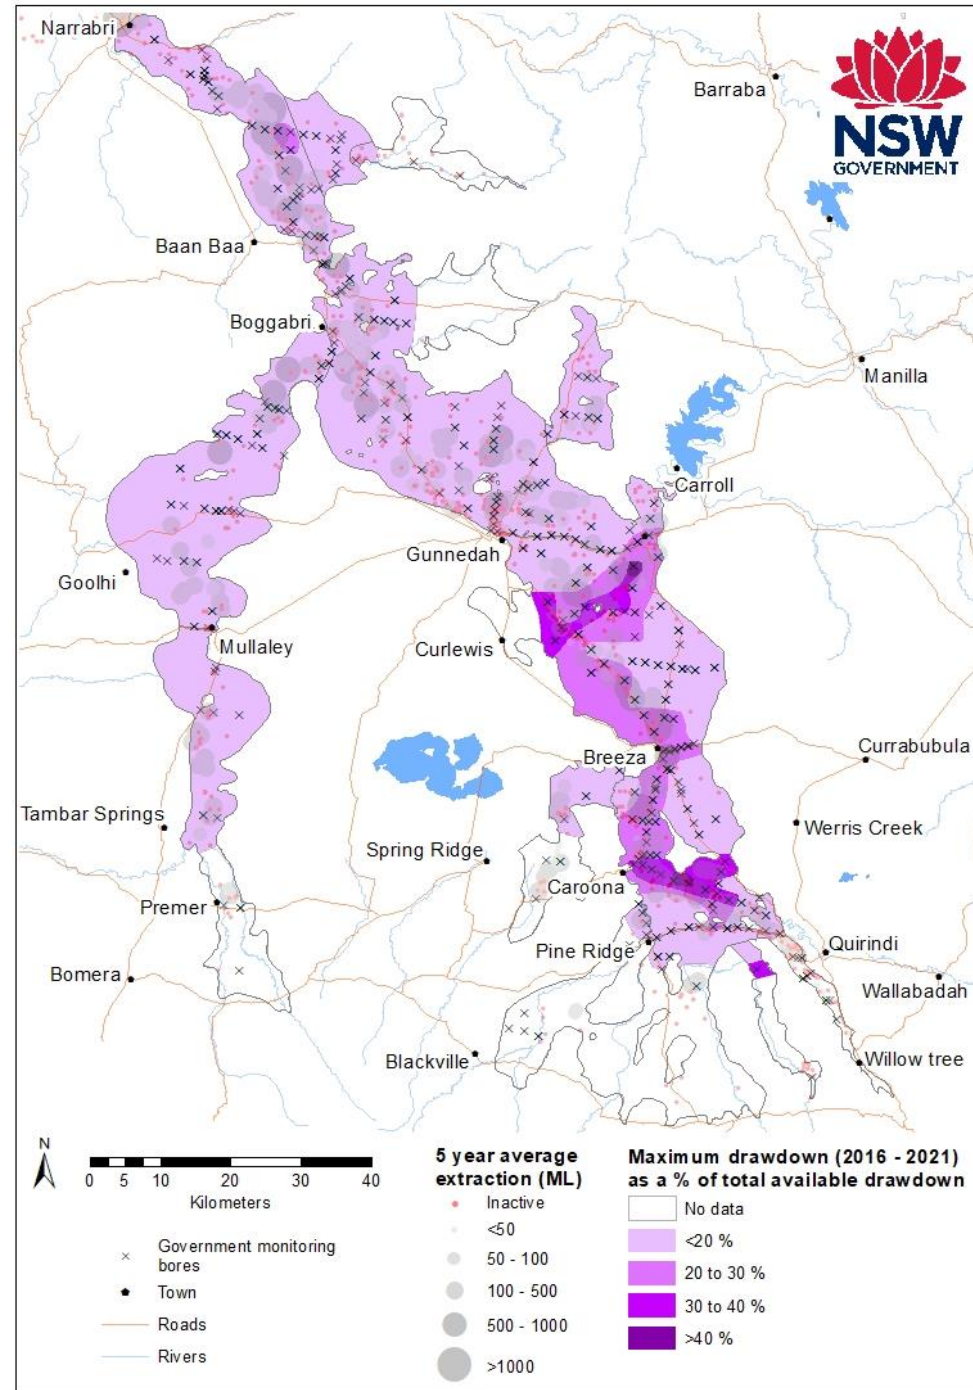 Narrabri
Barraba
NSW
GOVERNMENT
Baan Baa
Boggabri
Manilla
Carroll
Gunnedah
Goolhi
Mullaley
Curlewis
Breeza
Currabubula
Tambar Springs
Werris Creek
Spring Ridge
Caroona
Premer
Pine Ridge
Quirindi
Bomera
Wallabadah
Blackville
Willow tree
N
0 5 10 20 30 40
Kilometers
Government monitoring
bores
Town
Roads
Rivers
5 year average
extraction (ML)
Inactive
<50
50 - 100
100 - 500
500 - 1000
>1000
Maximum drawdown (2016 - 2021)
as a % of total available drawdown
No data
<20 %
20 to 30 %
30 to 40 %
>40 %